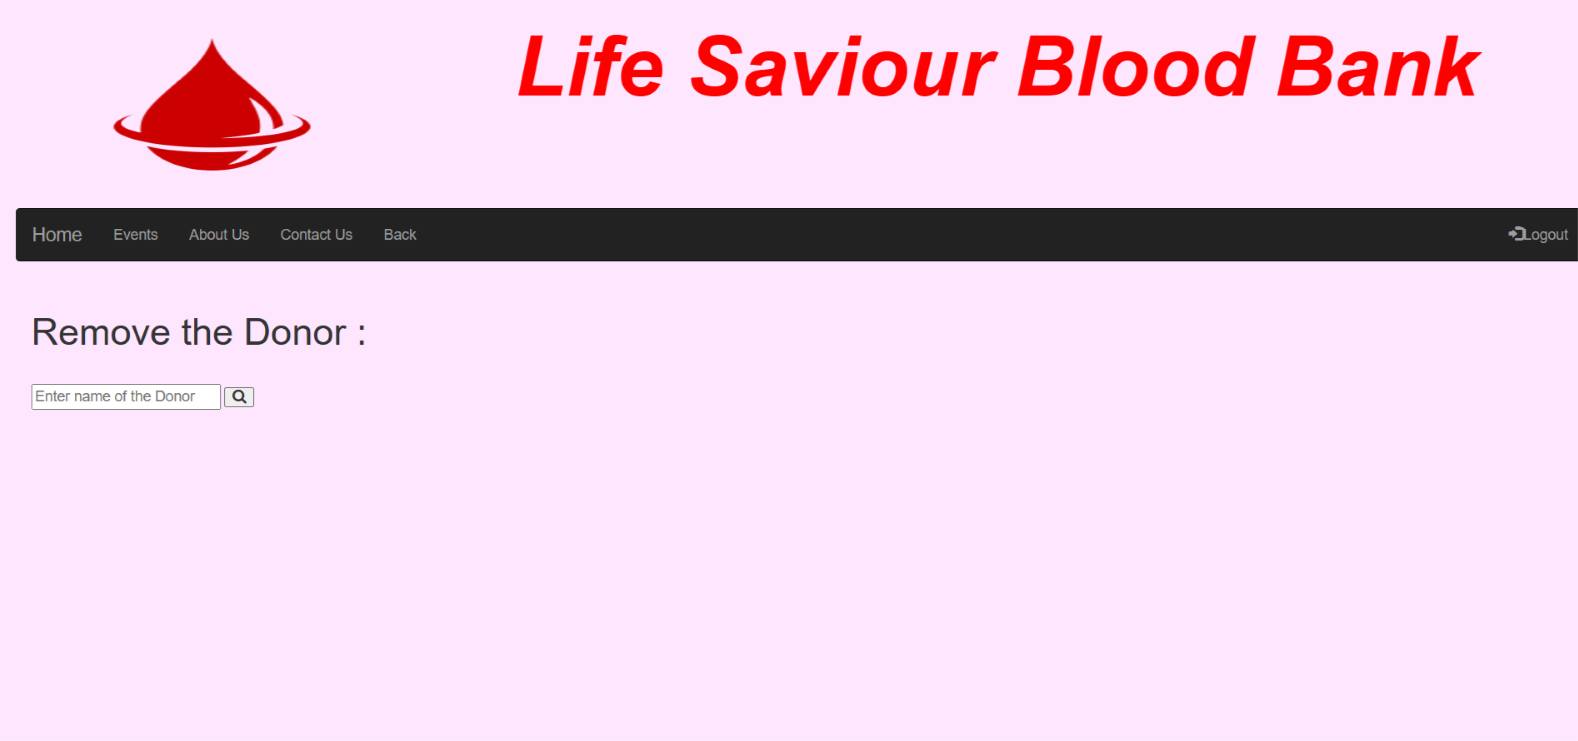 Life Saviour Blood Bank
Home Events About Us Contact Us Back Logout
Remove the Donor :
Enter name of the Donor